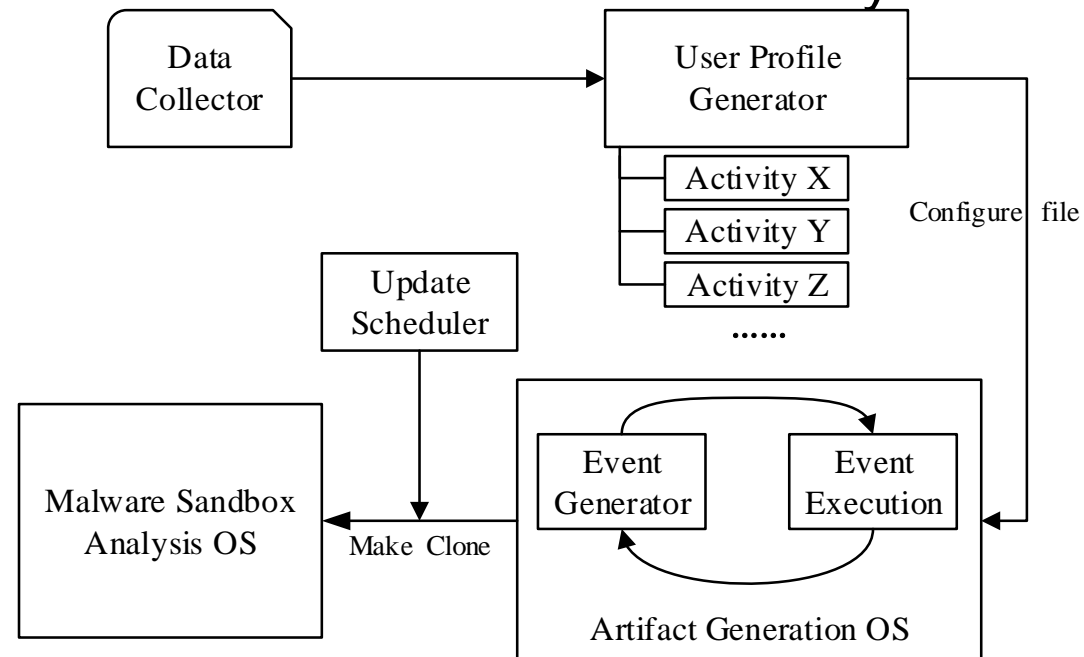 Data
Collector
User Profile
Generator
Activity X
Activity Y
Activity Z
......
Configure file
Update
Scheduler
Malware Sandbox
Analysis OS
Make Clone
Event
Generator
Event
Execution
Artifact Generation OS